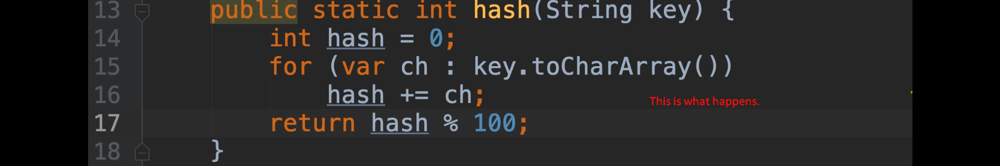 13 public static int hash(String key) {
14 int hash = 0;
15 for (var ch : key.toCharArray())
16 hash += ch;
This is what happens.
17 return hash % 100;
18 }